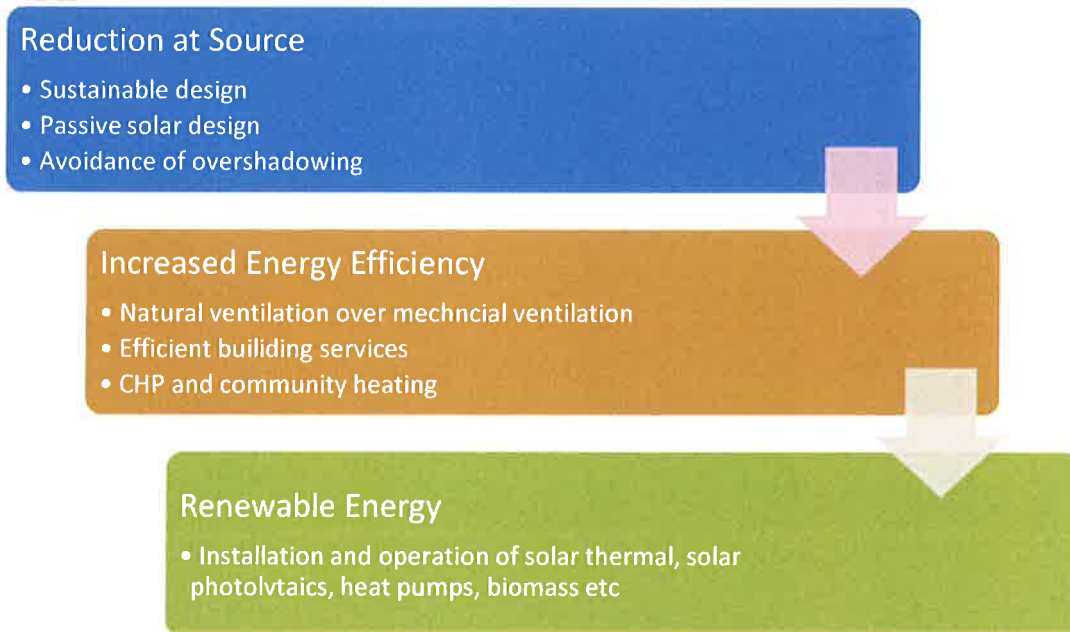 Reduction at Source
• Sustainable design
• Passive solar design
• Avoidance of overshadowing
Increased Energy Efficiency
• Natural ventilation over mechncial ventilation
• Efficient builiding services
• CHP and community heating
Renewable Energy
• Installation and operation of solar thermal, solar
photolvtaics, heat pumps, biomass etc